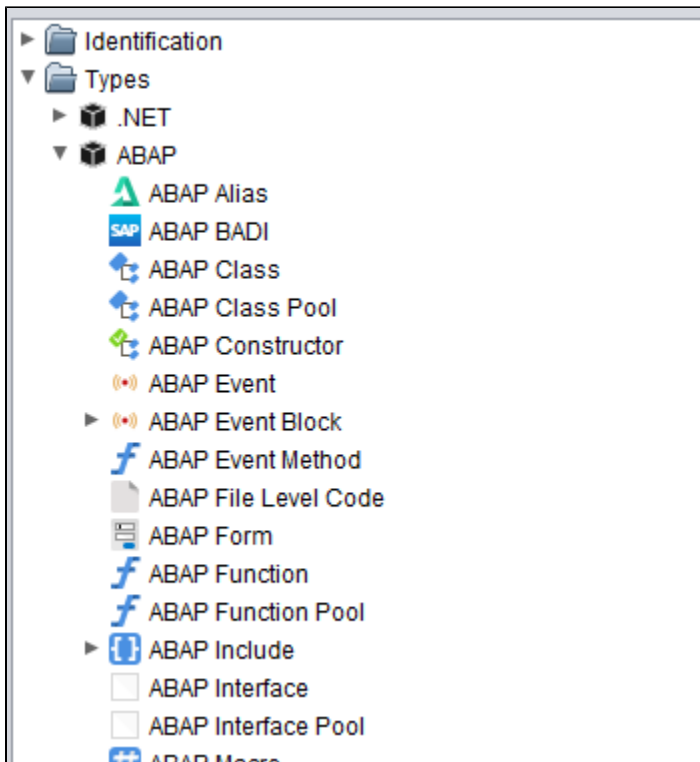 Identification
Types
.NET
ABAP
ABAP Alias
SAP ABAP BADI
ABAP Class
ABAP Class Pool
ABAP Constructor
ABAP Event
ABAP Event Block
ABAP Event Method
ABAP File Level Code
ABAP Form
ABAP Function
ABAP Function Pool
ABAP Include
ABAP Interface
ABAP Interface Pool
ABAP Macro